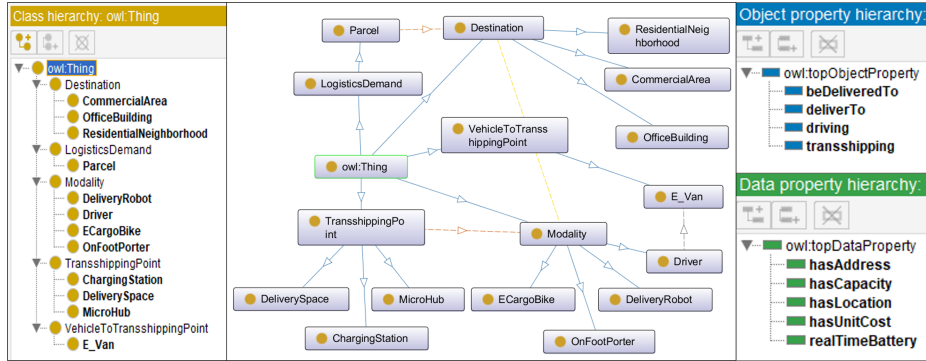 Class hierarchy: owl:Thing
owl:Thing
Destination
CommercialArea
OfficeBuilding
ResidentialNeighborhood
LogisticsDemand
Parcel
Modality
DeliveryRobot
Driver
ECargoBike
OnFootPorter
TransshippingPoint
ChargingStation
DeliverySpace
MicroHub
VehicleToTransshippingPoint
E_Van
Parcel
Destination
ResidentialNeig
hborhood
LogisticsDemand
CommercialArea
VehicleToTranss
hippingPoint
OfficeBuilding
owl:Thing
E_Van
TransshippingPo
int
Modality
Driver
DeliverySpace
MicroHub
ECargoBike
DeliveryRobot
ChargingStation
OnFootPorter
Object property hierarchy:
owl:topObjectProperty
beDeliveredTo
deliverTo
driving
transshipping
Data property hierarchy:
owl:topDataProperty
hasAddress
hasCapacity
hasLocation
hasUnitCost
realTimeBattery